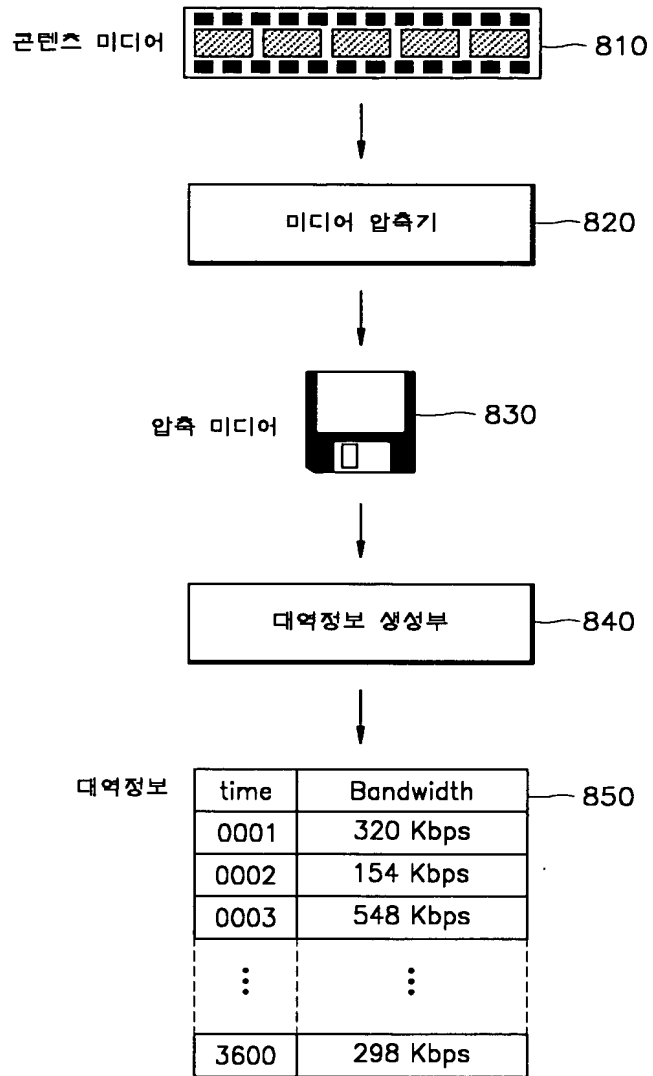 콘텐츠 미디어 810
미디어 압축기 820
압축 미디어 830
대역정보 생성부 840
대역정보 850
time Bandwidth
0001 320 Kbps
0002 154 Kbps
0003 548 Kbps
⋮ ⋮
3600 298 Kbps